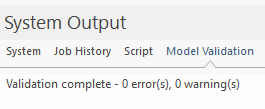 System Output
System Job History Script Model Validation
Validation complete - 0 error(s), 0 warning(s)